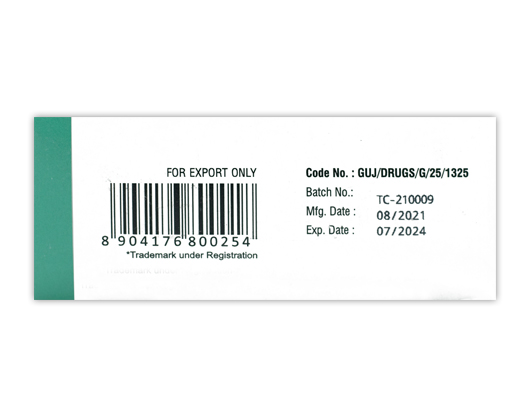 FOR EXPORT ONLY
8 904176 800254
*Trademark under Registration
Code No. : GUJ/DRUGS/G/25/1325
Batch No.: TC-210009
Mfg. Date : 08/2021
Exp. Date : 07/2024